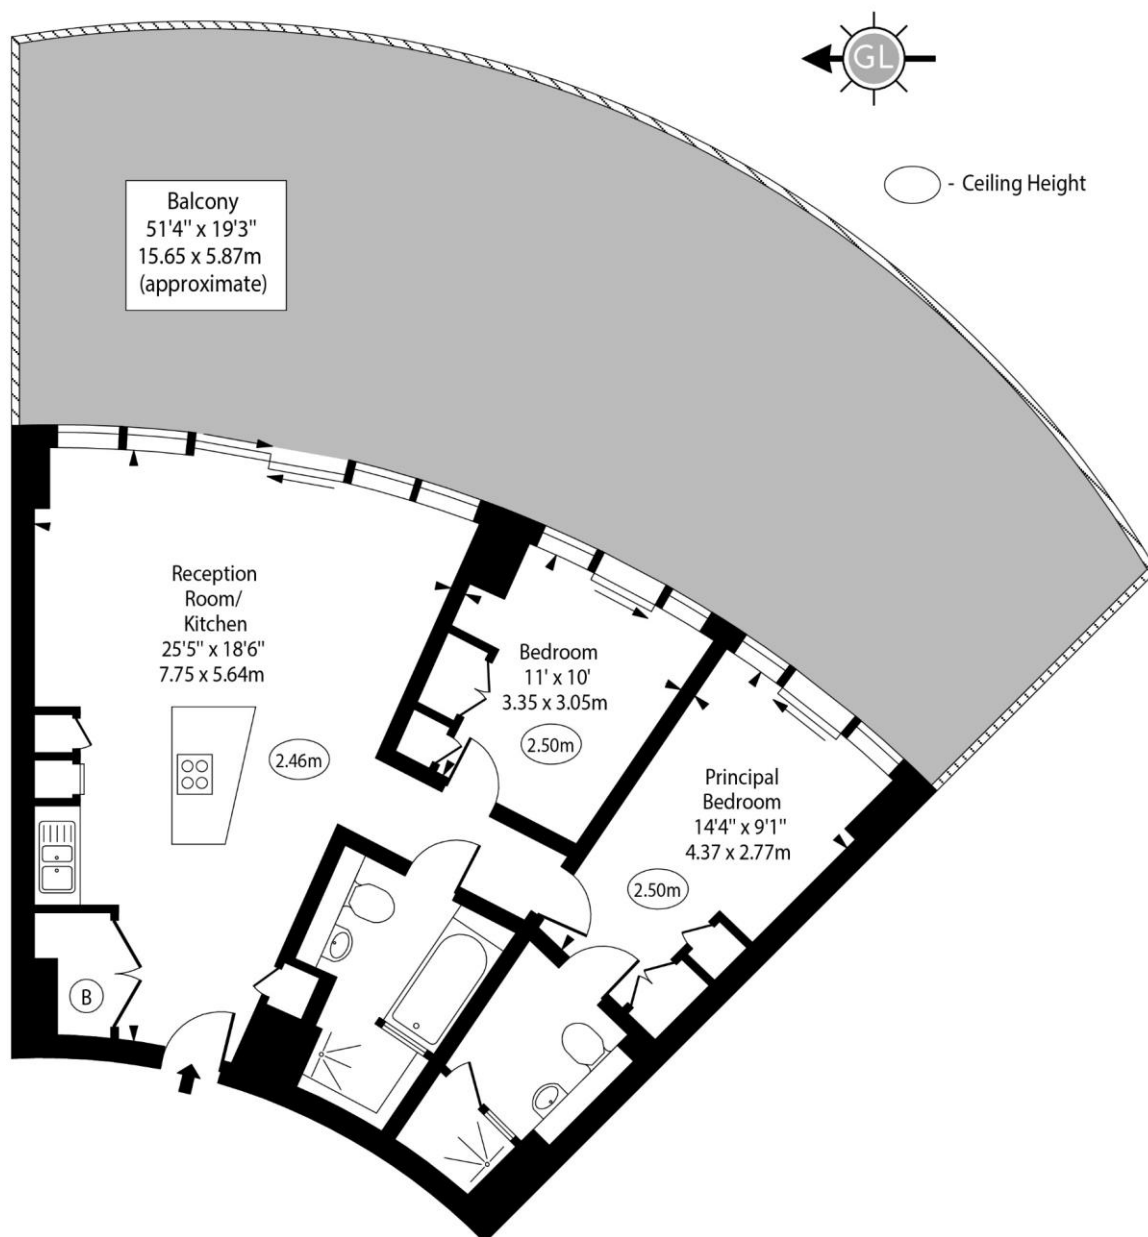 GL
- Ceiling Height
Balcony
51'4" x 19'3"
15.65 x 5.87m
(approximate)
Reception
Room/
Kitchen
25'5" x 18'6"
7.75 x 5.64m
2.46m
Bedroom
11' x 10'
3.35 x 3.05m
2.50m
Principal
Bedroom
14'4" x 9'1"
4.37 x 2.77m
2.50m
B